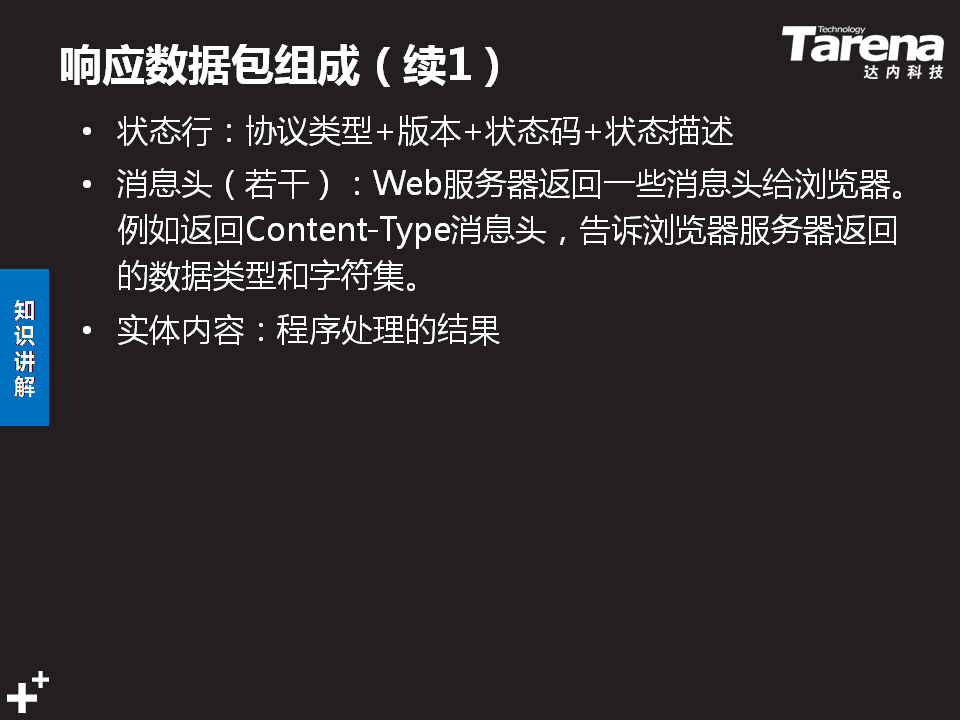 响应数据包组成（续1）
Technology
Tarena
达内科技
• 状态行：协议类型+版本+状态码+状态描述
• 消息头（若干）：Web服务器返回一些消息头给浏览器。
例如返回Content-Type消息头，告诉浏览器服务器返回
的数据类型和字符集。
• 实体内容：程序处理的结果
知识讲解